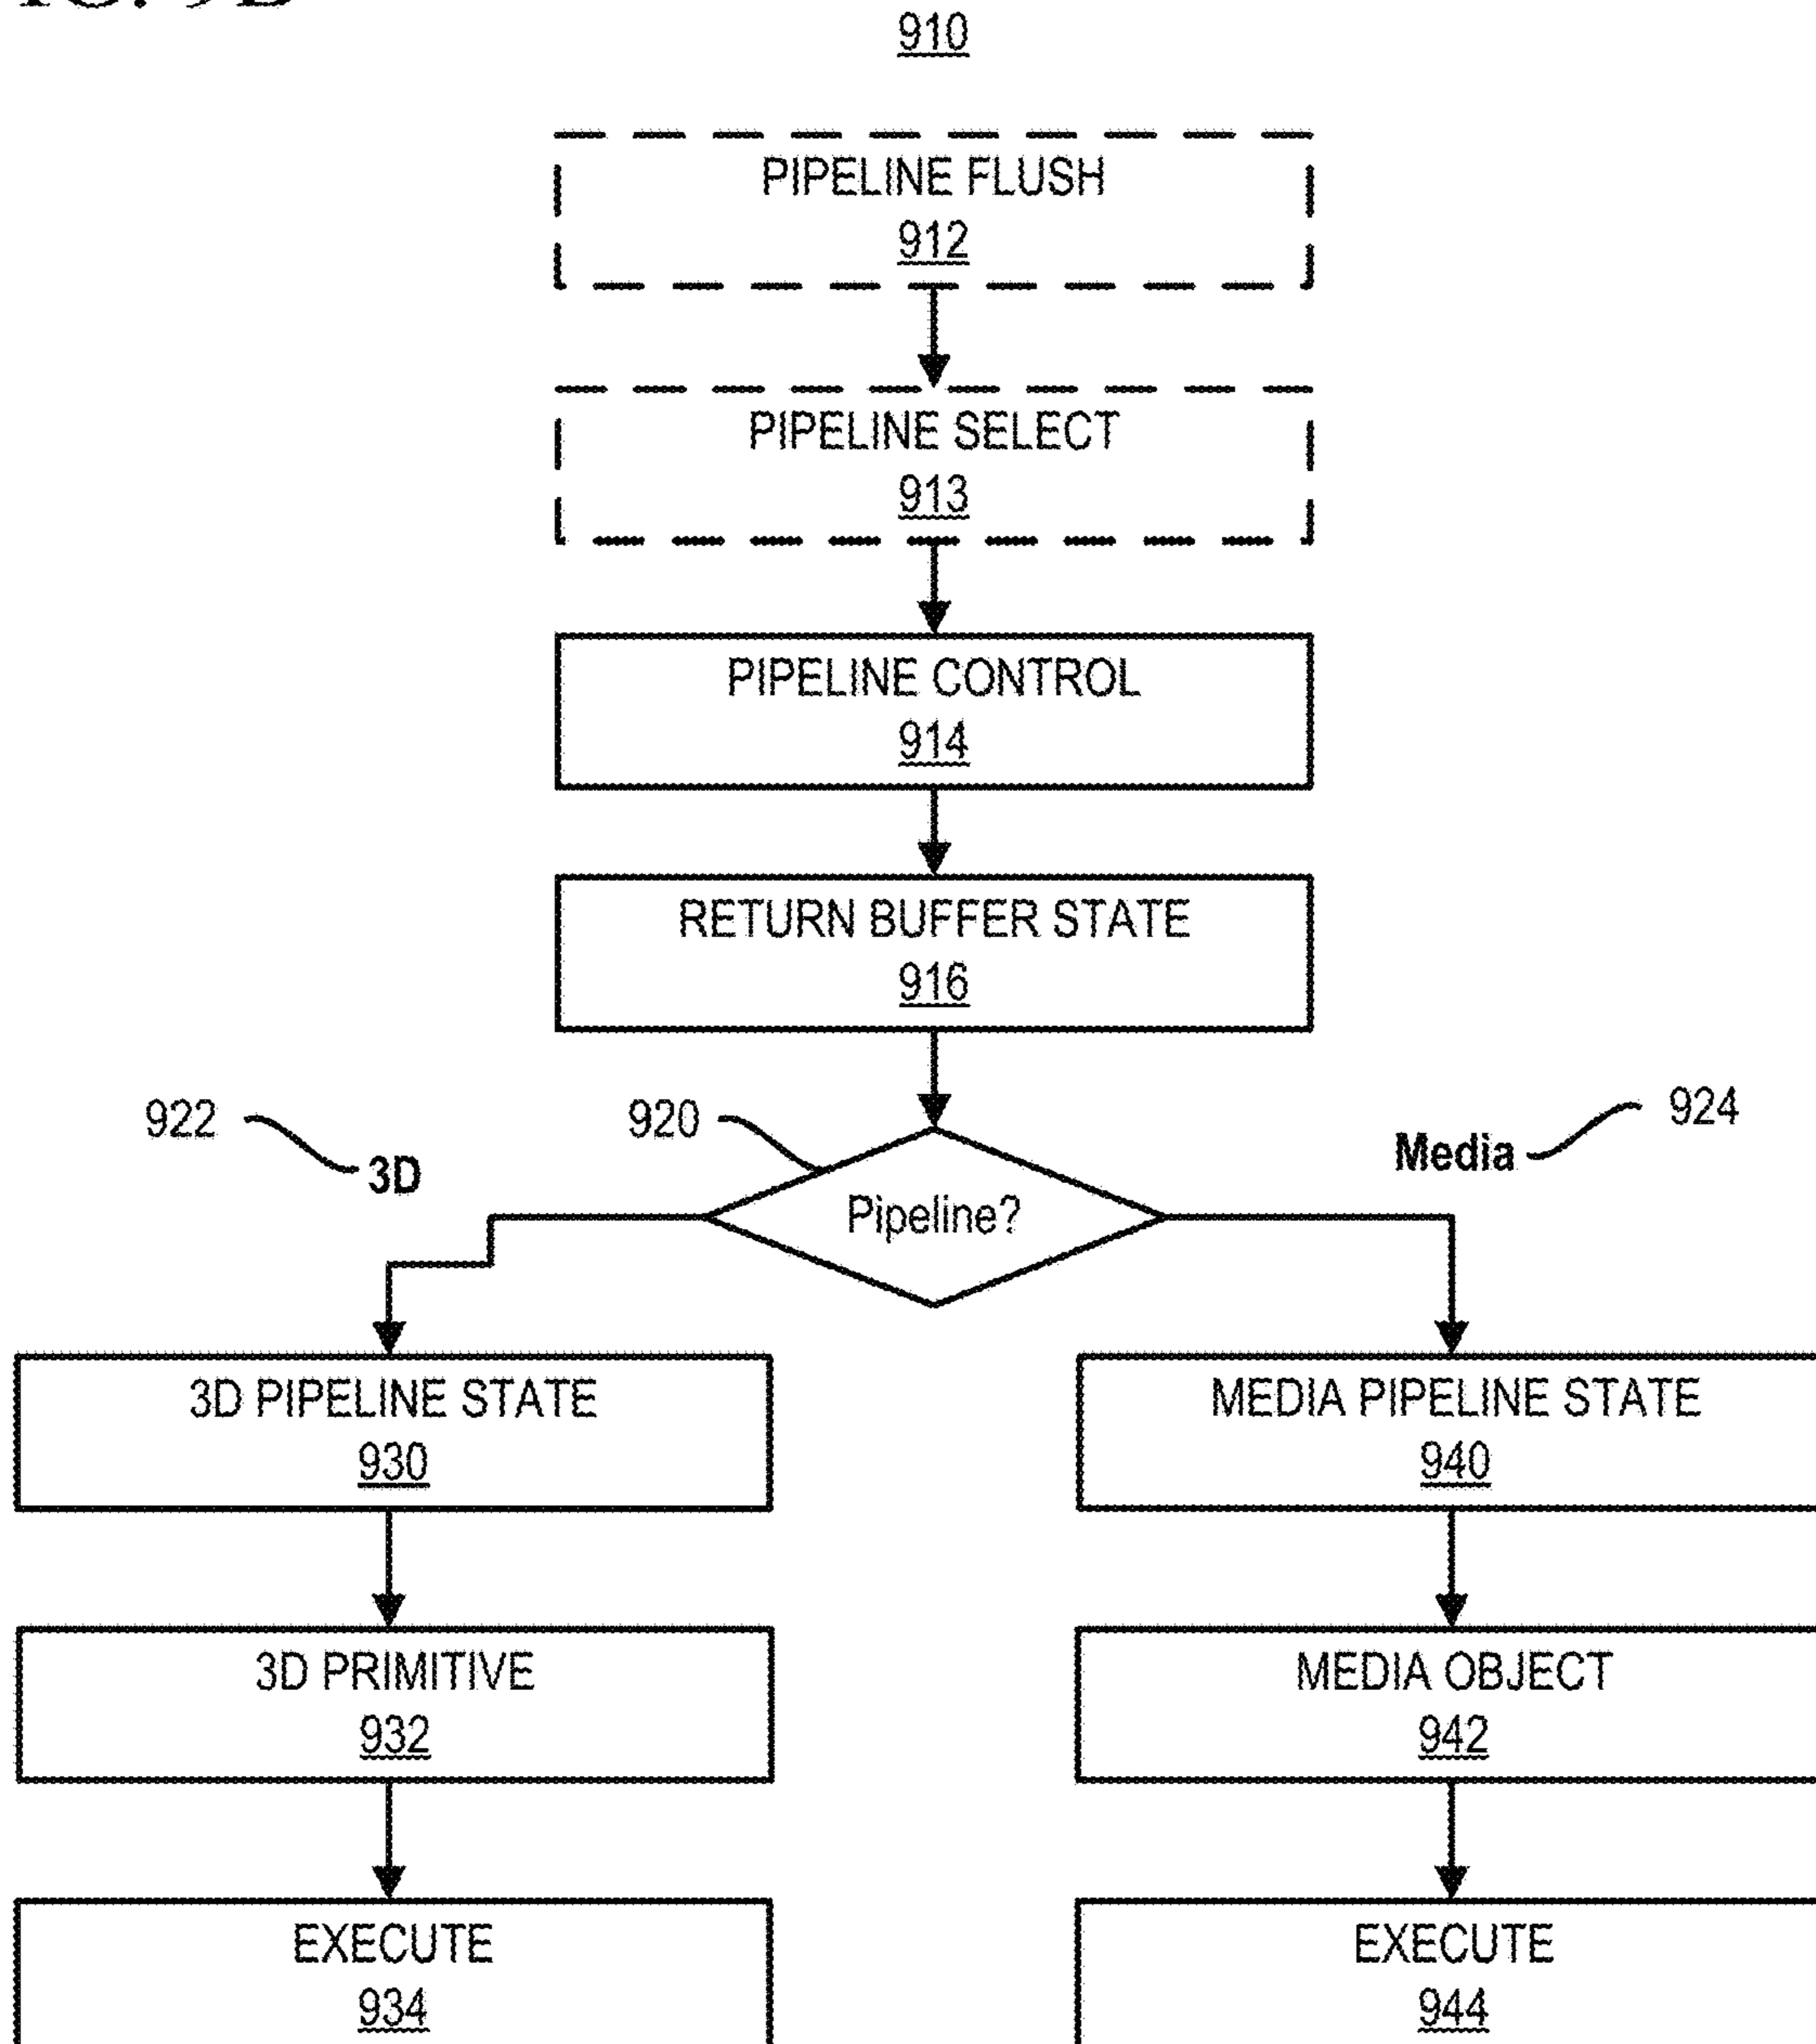 910
PIPELINE FLUSH
912
PIPELINE SELECT
913
PIPELINE CONTROL
914
RETURN BUFFER STATE
916
922
3D
920
Pipeline?
Media
924
3D PIPELINE STATE
930
MEDIA PIPELINE STATE
940
3D PRIMITIVE
932
MEDIA OBJECT
942
EXECUTE
934
EXECUTE
944